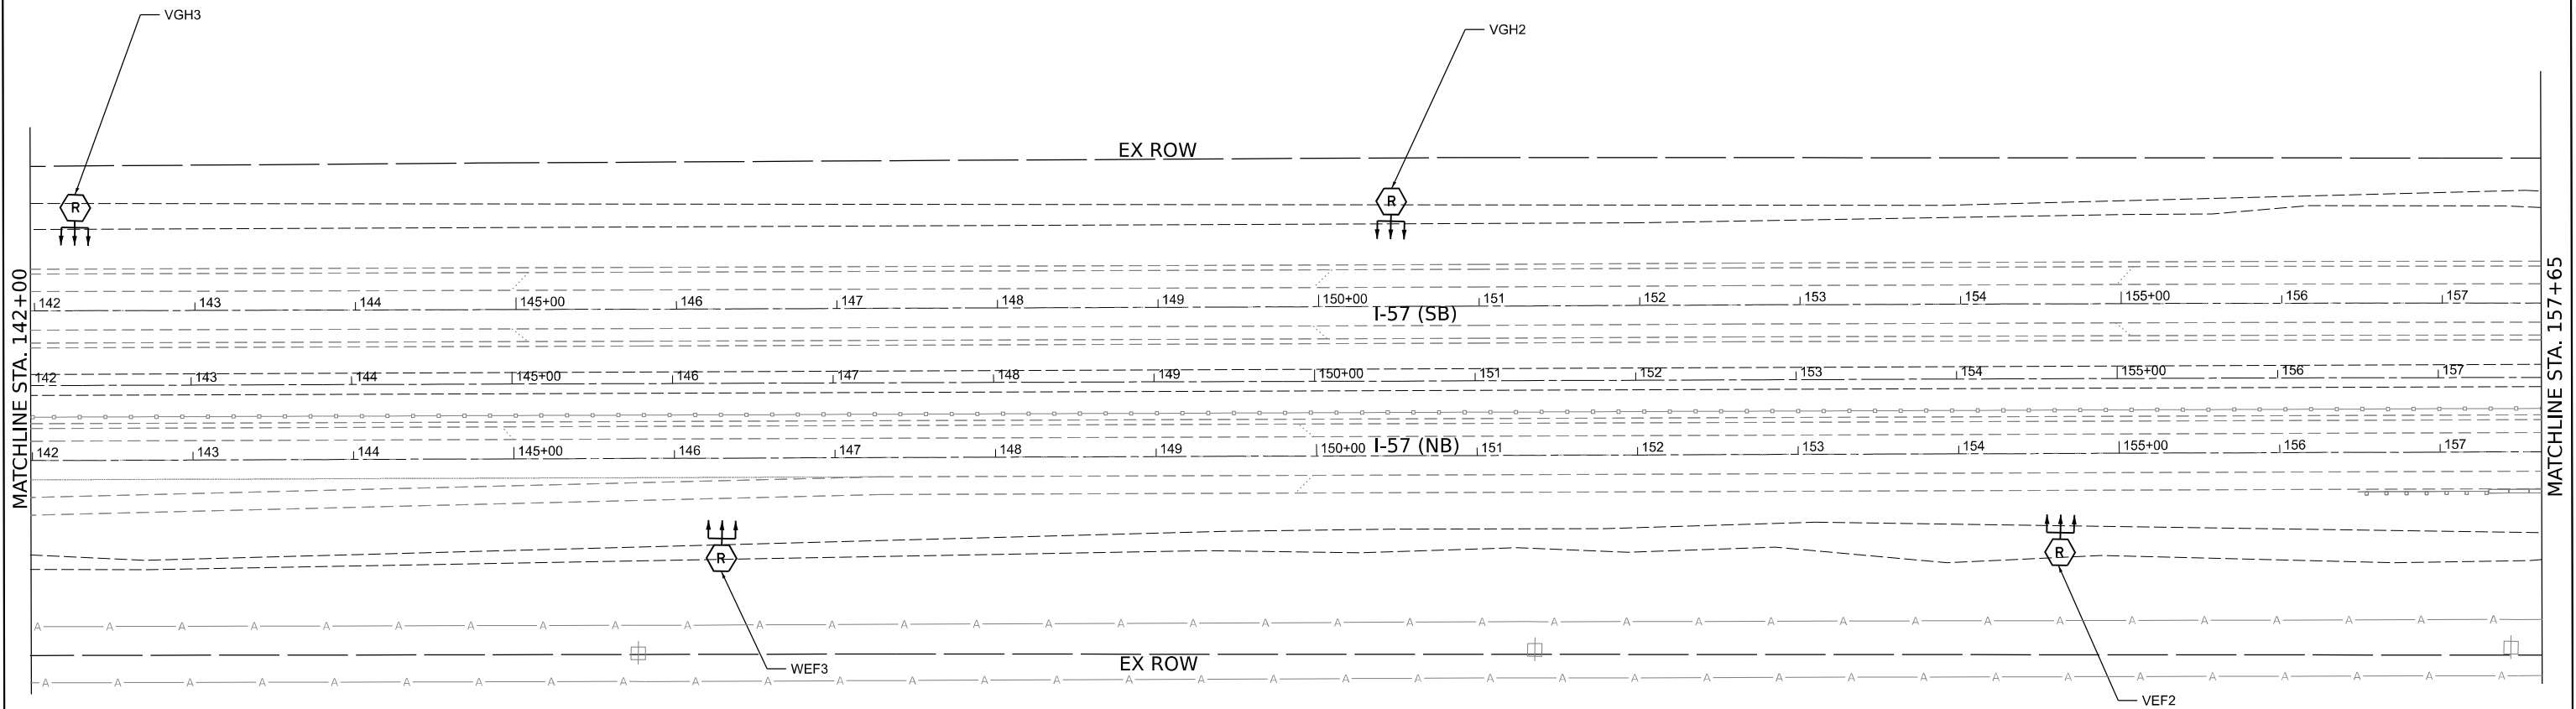 VGH3
VGH2
EX ROW
R
R
MATCHLINE STA. 142+00
MATCHLINE STA. 157+65
142 143 144 145+00 146 147 148 149 150+00 151 152 153 154 155+00 156 157
I-57 (SB)
142 143 144 145+00 146 147 148 149 150+00 151 152 153 154 155+00 156 157
142 143 144 145+00 146 147 148 149 150+00 I-57 (NB) 151 152 153 154 155+00 156 157
R
R
A A A A A A A A A A A A A A A A A A A A A A A A A A A A A A A A A A A
EX ROW
WEF3
A A A A A A A A A A A A A A A A A A A A A A A A A A A A A A A A A A A
VEF2